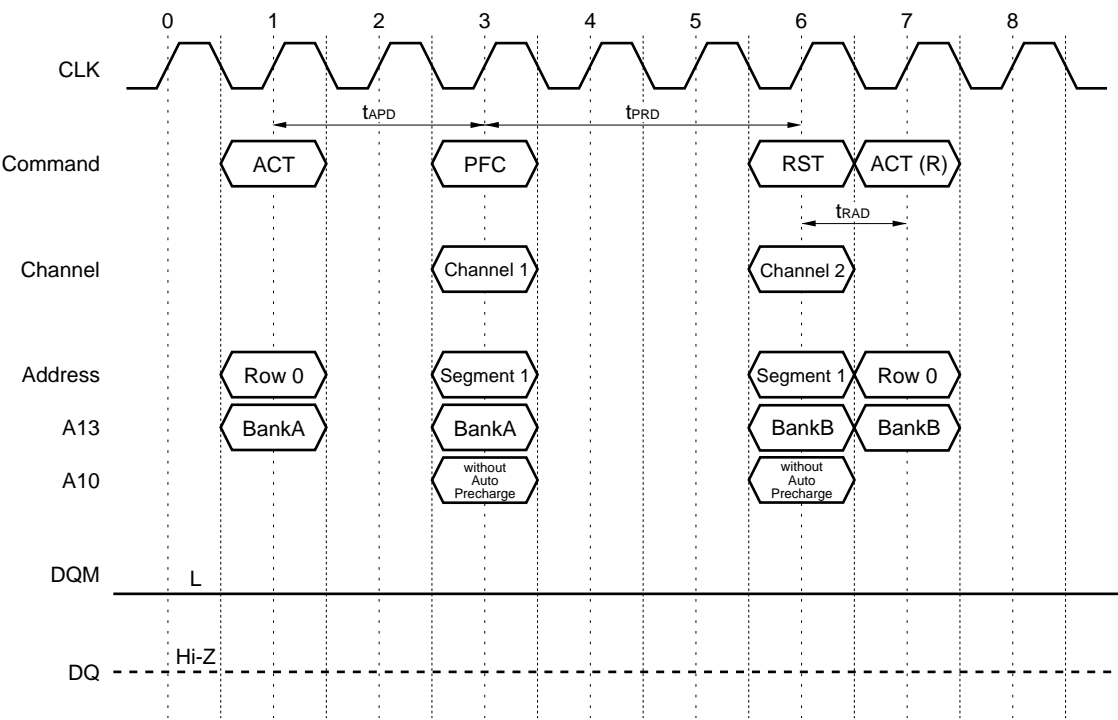 0 1 2 3 4 5 6 7 8
CLK
tAPD tPRD
Command ACT PFC RST ACT (R)
tRAD
Channel Channel 1 Channel 2
Address Row 0 Segment 1 Segment 1 Row 0
A13 BankA BankA BankB BankB
A10 without Auto Precharge without Auto Precharge
DQM L
DQ Hi-Z